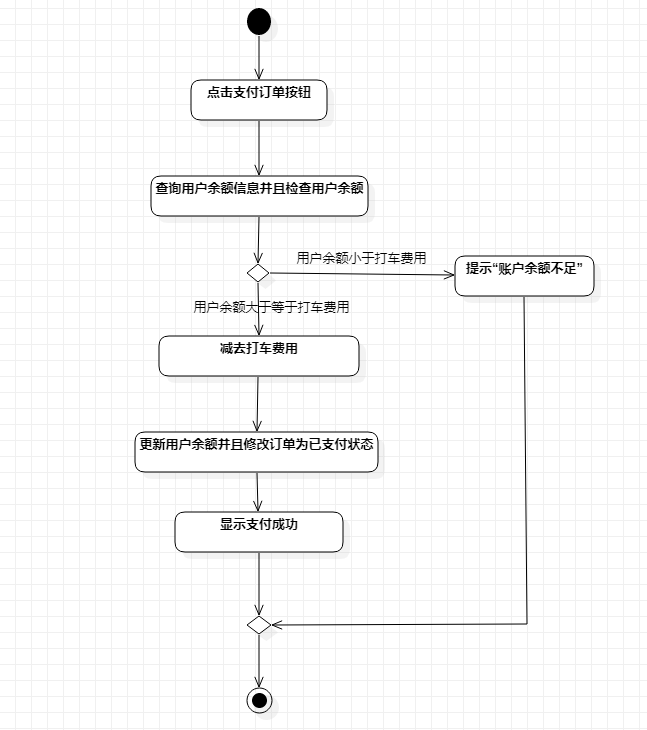 点击支付订单按钮
查询用户余额信息并且检查用户余额
用户余额小于打车费用
提示“账户余额不足”
用户余额大于等于打车费用
减去打车费用
更新用户余额并且修改订单为已支付状态
显示支付成功